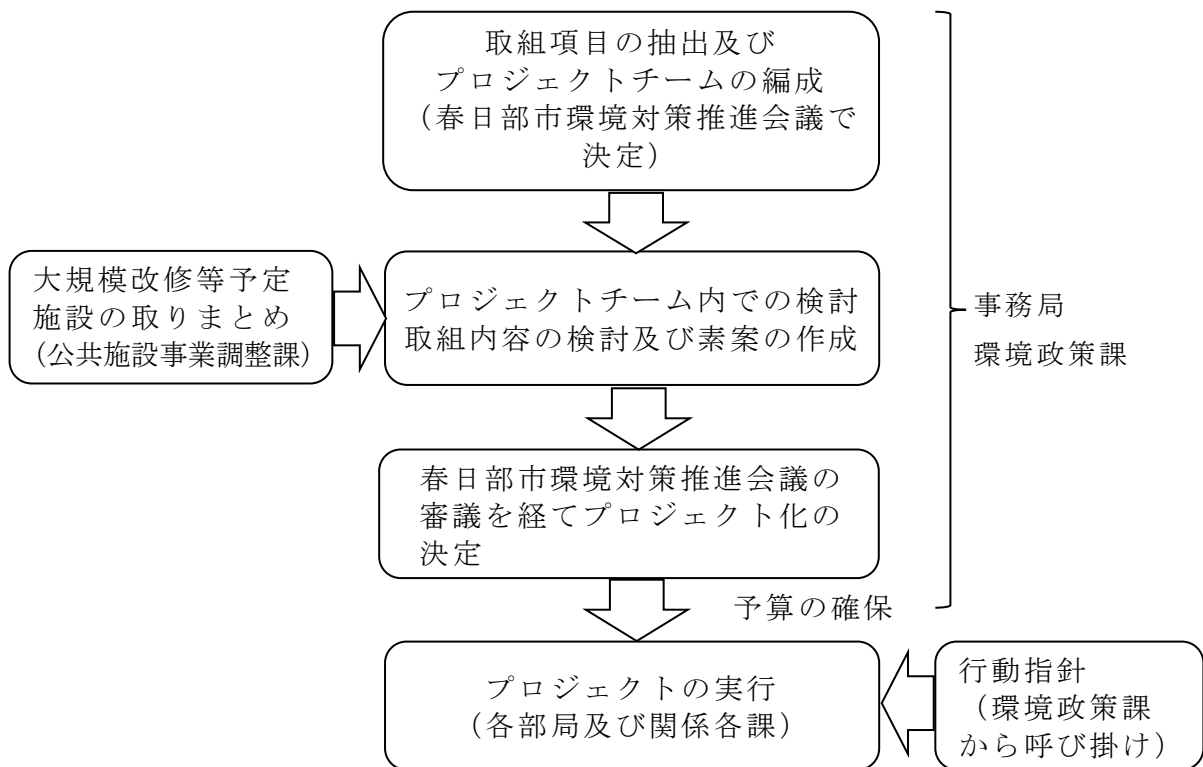 取組項目の抽出及び
プロジェクトチームの編成
（春日部市環境対策推進会議で
決定）
大規模改修等予定
施設の取りまとめ
（公共施設事業調整課）
プロジェクトチーム内での検討
取組内容の検討及び素案の作成
事務局
環境政策課
春日部市環境対策推進会議の
審議を経てプロジェクト化の
決定
予算の確保
プロジェクトの実行
（各部局及び関係各課）
行動指針
（環境政策課
から呼び掛け）